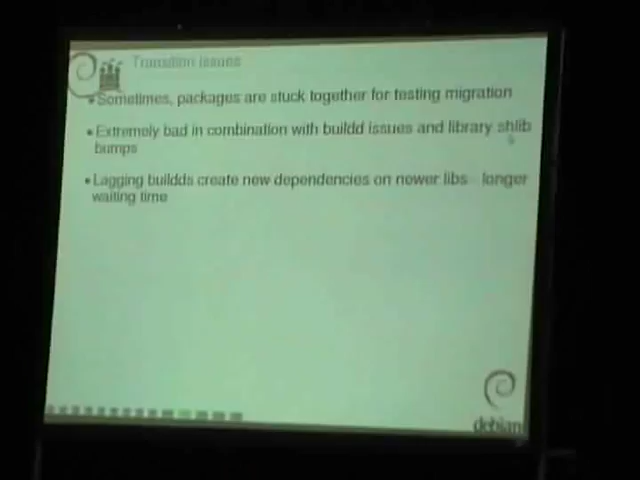 Transition Issues
•Sometimes, packages are stuck together for testing migration
•Extremely bad in combination with buildd issues and library shlib
bumps
•Lagging buildds create new dependencies on newer libs - longer
waiting time
debian